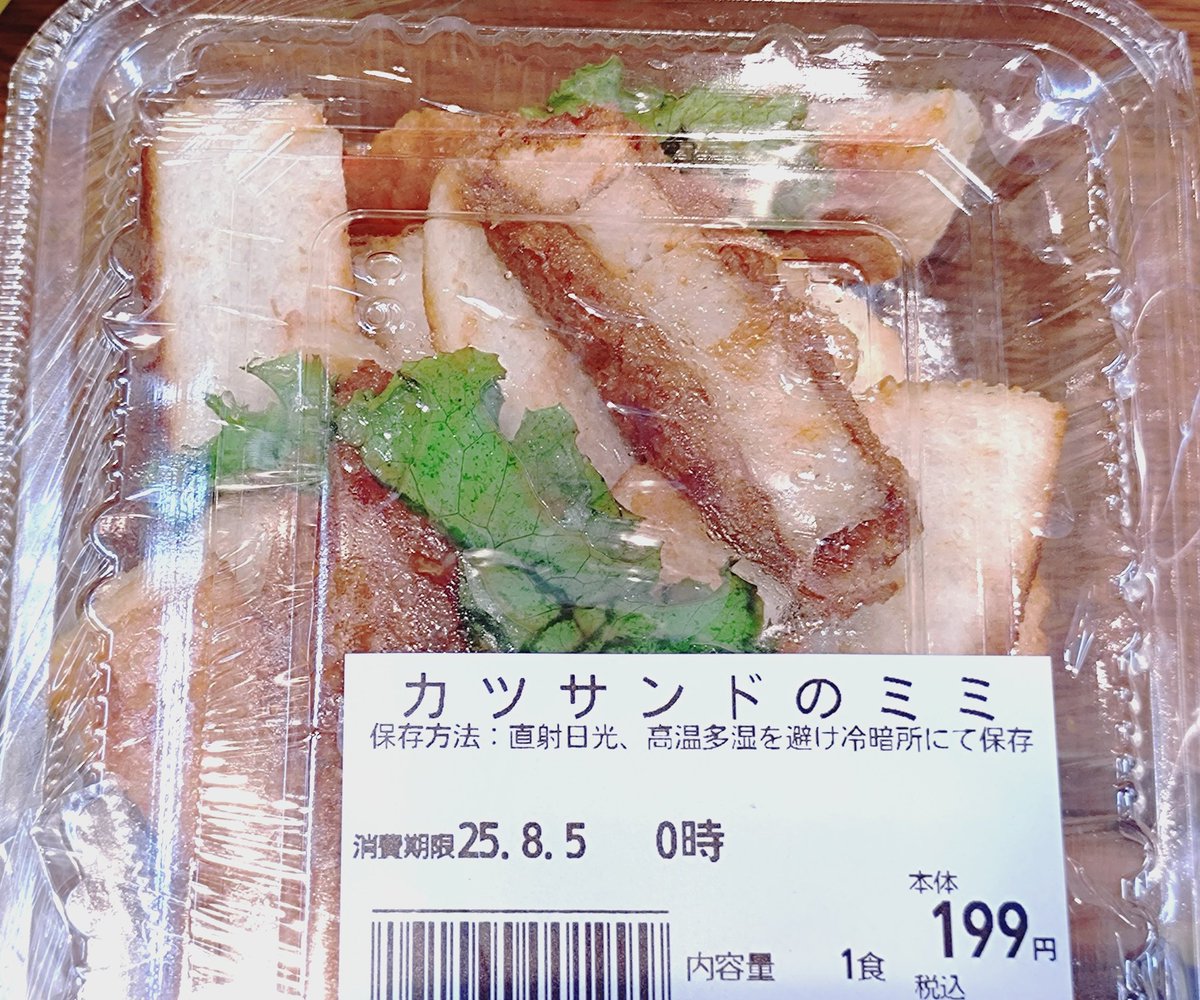 カツサンドのミミ
保存方法：直射日光、高温多湿を避け冷暗所にて保存
消費期限25.8.5 0時
本体
199円
内容量 1食
税込